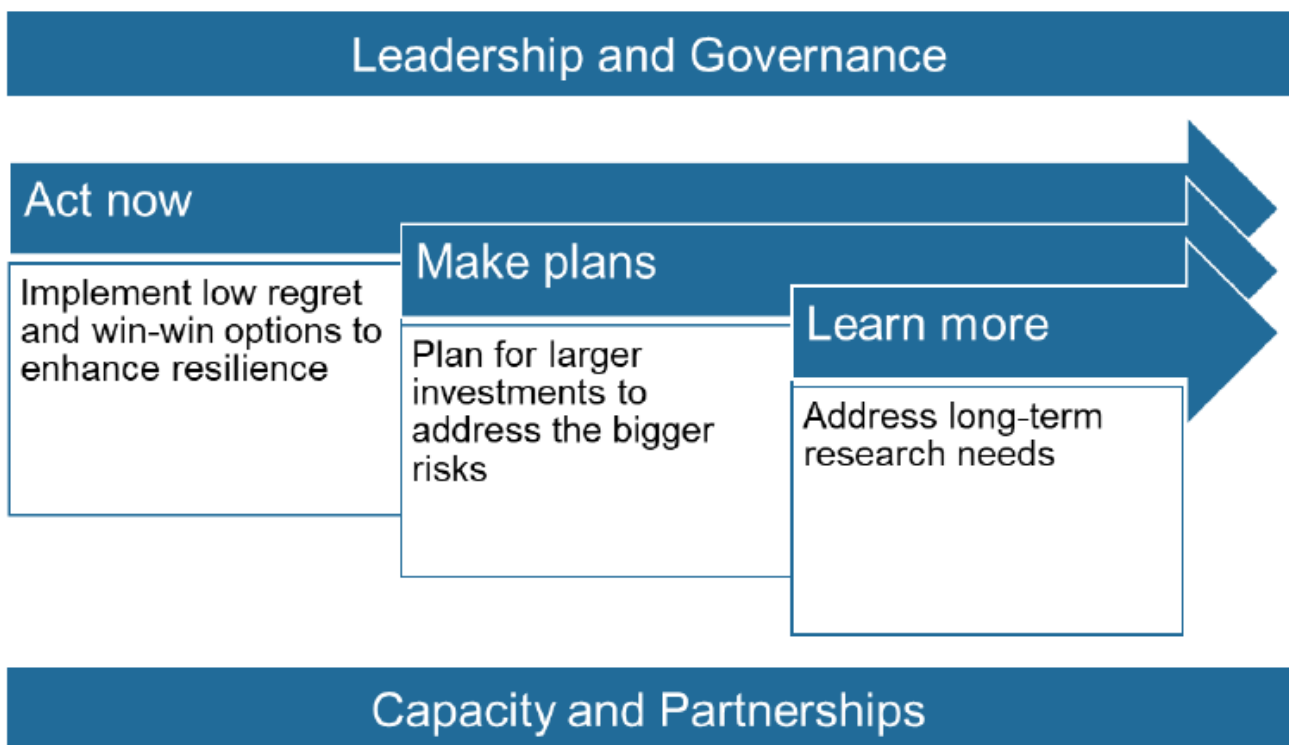 Leadership and Governance
Act now
Implement low regret
and win-win options to
enhance resilience
Make plans
Plan for larger
investments to
address the bigger
risks
Learn more
Address long-term
research needs
Capacity and Partnerships